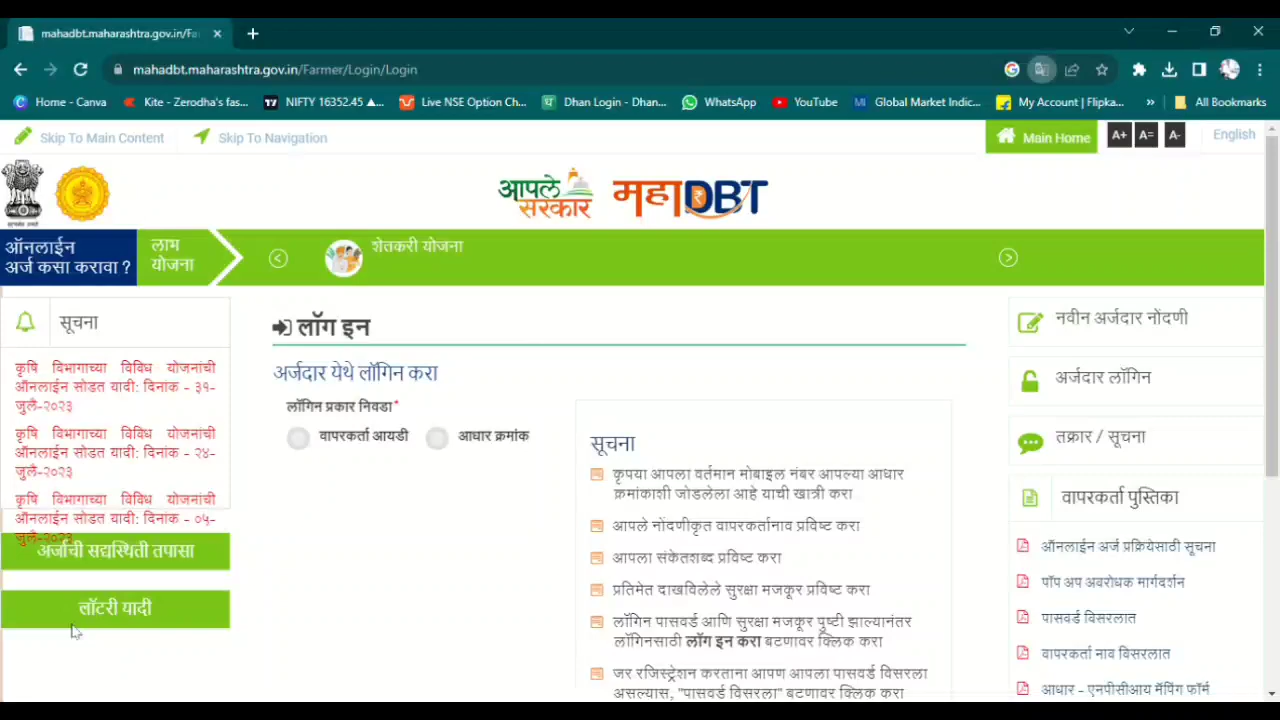 mahadbt.maharashtra.gov.in/Fa
mahadbt.maharashtra.gov.in/Farmer/Login/Login
Home - Canva
Kite - Zerodha's fas...
NIFTY 16352.45 ▲...
Live NSE Option Ch...
Dhan Login - Dhan...
WhatsApp
YouTube
Global Market Indic...
My Account | Flipka...
»
All Bookmarks
Skip To Main Content
Skip To Navigation
Main Home
A+
A=
A-
English
आपले
सरकार
महाDBT
ऑनलाईन
अर्ज कसा करावा ?
लाभ
योजना
शेतकरी योजना
सूचना
कृषि विभागाच्या विविध योजनांची
ऑनलाईन सोडत यादी: दिनांक - ३१-
जुलै-२०२३
कृषि विभागाच्या विविध योजनांची
ऑनलाईन सोडत यादी: दिनांक - २४-
जुलै-२०२३
कृषि विभागाच्या विविध योजनांची
ऑनलाईन सोडत यादी: दिनांक - ०५-
जुलै-२०२३
अर्जाची सद्यस्थिती तपासा
लॉटरी यादी
लॉग इन
अर्जदार येथे लॉगिन करा
लॉगिन प्रकार निवडा*
वापरकर्ता आयडी
आधार क्रमांक
सूचना
कृपया आपला वर्तमान मोबाइल नंबर आपल्या आधार
क्रमांकाशी जोडलेला आहे याची खात्री करा
आपले नोंदणीकृत वापरकर्तानाव प्रविष्ट करा
आपला संकेतशब्द प्रविष्ट करा
प्रतिमेत दाखविलेले सुरक्षा मजकूर प्रविष्ट करा
लॉगिन पासवर्ड आणि सुरक्षा मजकूर पुष्टी झाल्यानंतर
लॉगिनसाठी लॉग इन करा बटणावर क्लिक करा
जर रजिस्ट्रेशन करताना आपण आपला पासवर्ड विसरला
असल्यास, "पासवर्ड विसरला" बटणावर क्लिक करा
नवीन अर्जदार नोंदणी
अर्जदार लॉगिन
तक्रार / सूचना
वापरकर्ता पुस्तिका
ऑनलाईन अर्ज प्रक्रियेसाठी सूचना
पॉप अप अवरोधक मार्गदर्शन
पासवर्ड विसरलात
वापरकर्ता नाव विसरलात
आधार - एनपीसीआय मॅपिंग फॉर्म